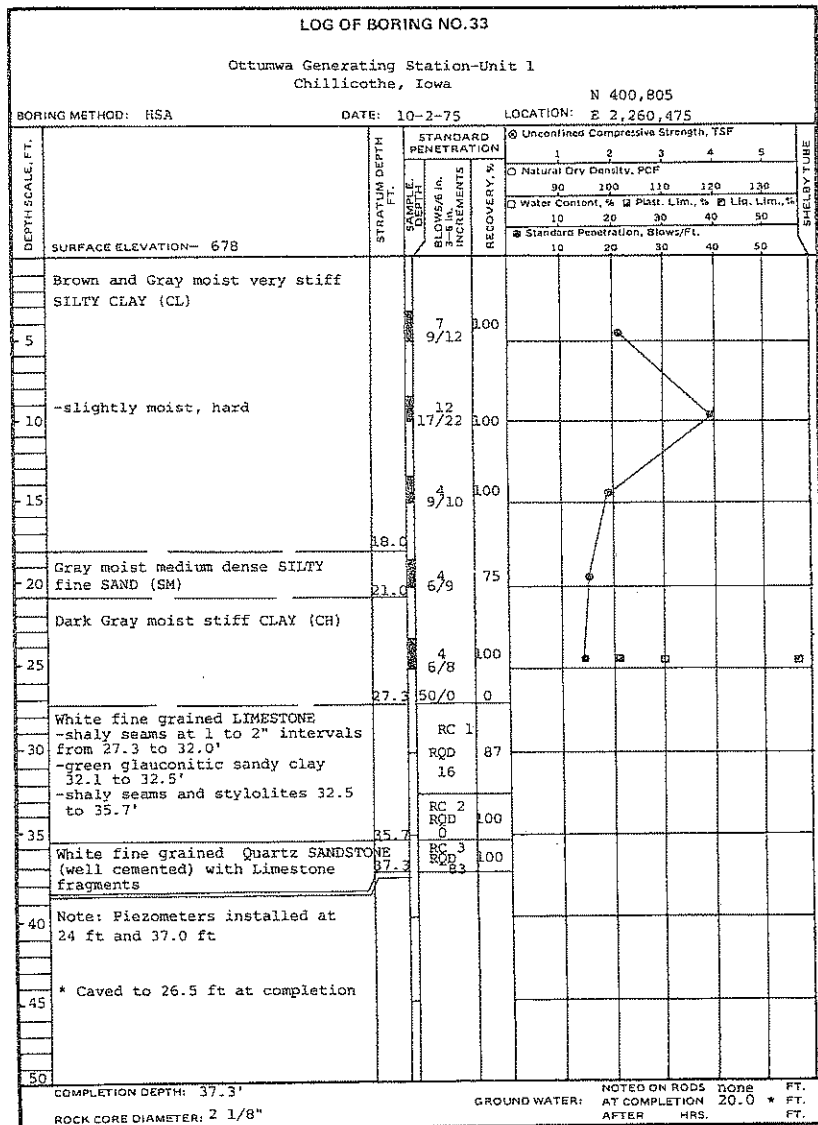 LOG OF BORING NO.33
Ottumwa Generating Station-Unit 1
Chillicothe, Iowa
N 400,805
BORING METHOD: HSA DATE: 10-2-75 LOCATION: E 2,260,475
DEPTH SCALE, FT.
SURFACE ELEVATION— 678
STRATUM DEPTH FT.
STANDARD PENETRATION
SAMPLE DEPTH
BLOWS/6 in. 3-6 in. INCREMENTS
RECOVERY, %
Unconfined Compressive Strength, TSF
1 2 3 4 5
Natural Dry Density, PCF
90 100 110 120 130
Water Content, % Plast. Lim., % Liq. Lim., %
10 20 30 40 50
Standard Penetration, Blows/Ft.
10 20 30 40 50
SHELBY TUBE
Brown and Gray moist very stiff
SILTY CLAY (CL)
7 100
5 9/12
-slightly moist, hard 12
10 17/22 100
4 100
15 9/10
18.0
Gray moist medium dense SILTY 4 75
20 fine SAND (SM) 21.0 6/9
Dark Gray moist stiff CLAY (CH)
4 100
25 6/8
27.3 50/0 0
White fine grained LIMESTONE
-shaly seams at 1 to 2" intervals RC 1
30 from 27.3 to 32.0' RQD 87
-green glauconitic sandy clay 16
32.1 to 32.5'
-shaly seams and stylolites 32.5 RC 2
to 35.7' RQD 100
35 35.7 0
White fine grained Quartz SANDSTONE RC 3
(well cemented) with Limestone 37.3 RQD 100
fragments 83
Note: Piezometers installed at
40 24 ft and 37.0 ft
* Caved to 26.5 ft at completion
45
50
COMPLETION DEPTH: 37.3'
ROCK CORE DIAMETER: 2 1/8"
GROUND WATER: NOTED ON RODS none FT.
AT COMPLETION 20.0 * FT.
AFTER HRS. FT.